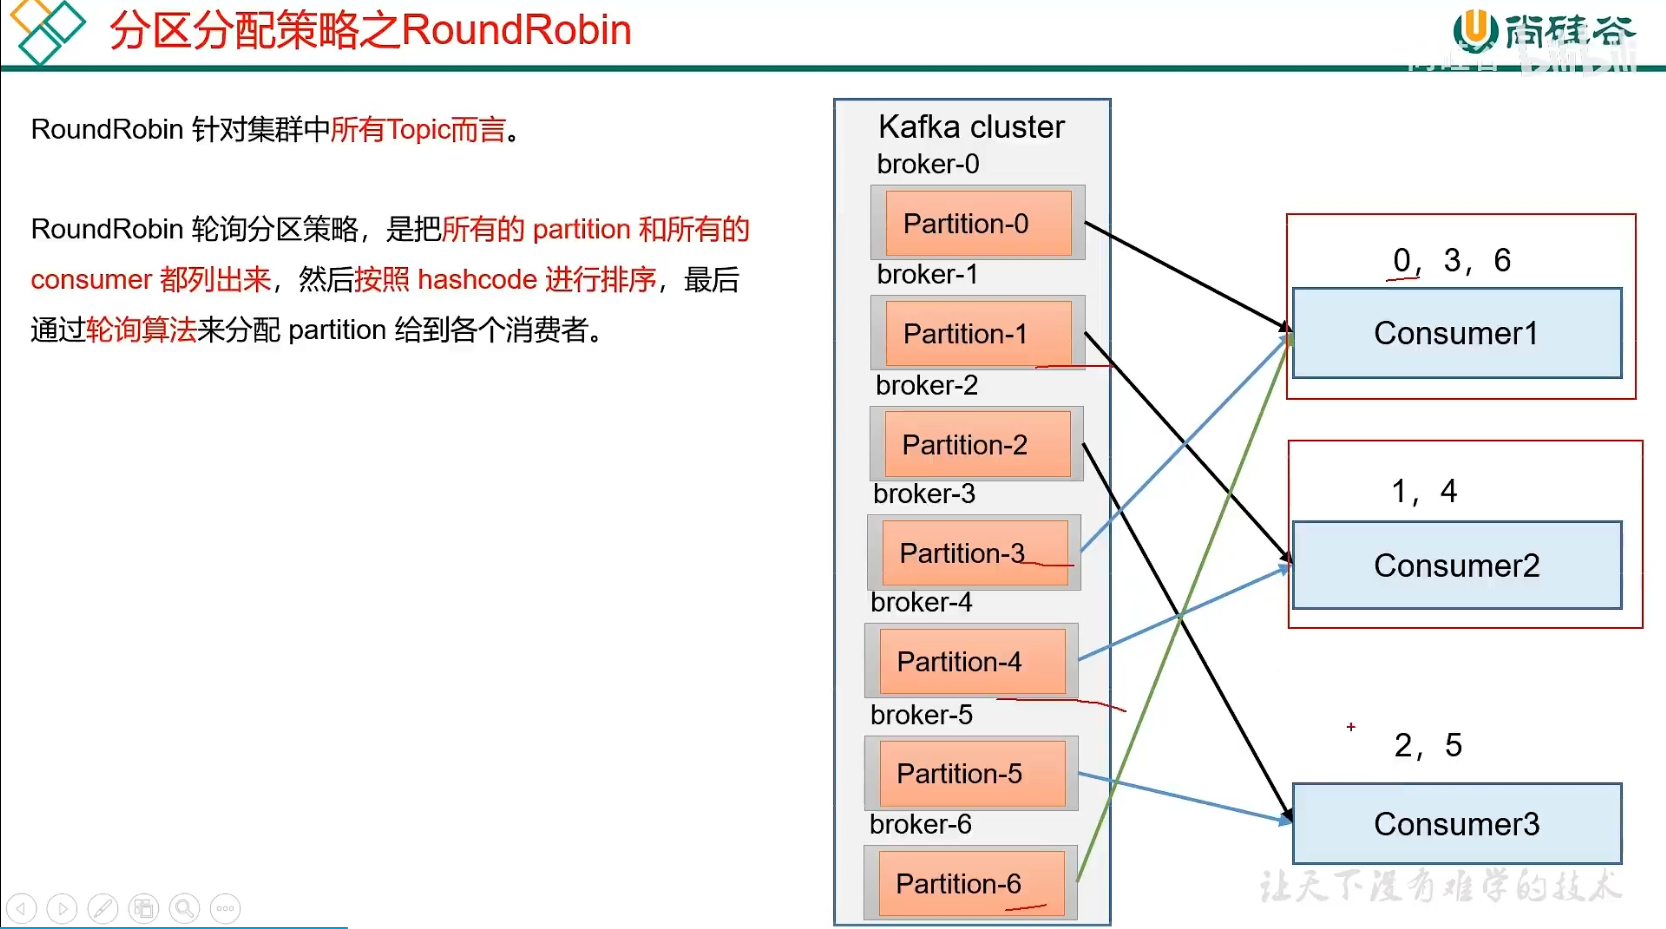 分区分配策略之RoundRobin
尚硅谷
RoundRobin 针对集群中所有Topic而言。
RoundRobin 轮询分区策略，是把所有的 partition 和所有的
consumer 都列出来，然后按照 hashcode 进行排序，最后
通过轮询算法来分配 partition 给到各个消费者。
Kafka cluster
broker-0
Partition-0
broker-1
Partition-1
broker-2
Partition-2
broker-3
Partition-3
broker-4
Partition-4
broker-5
Partition-5
broker-6
Partition-6
0，3，6
Consumer1
1，4
Consumer2
2，5
Consumer3
让天下没有难学的技术